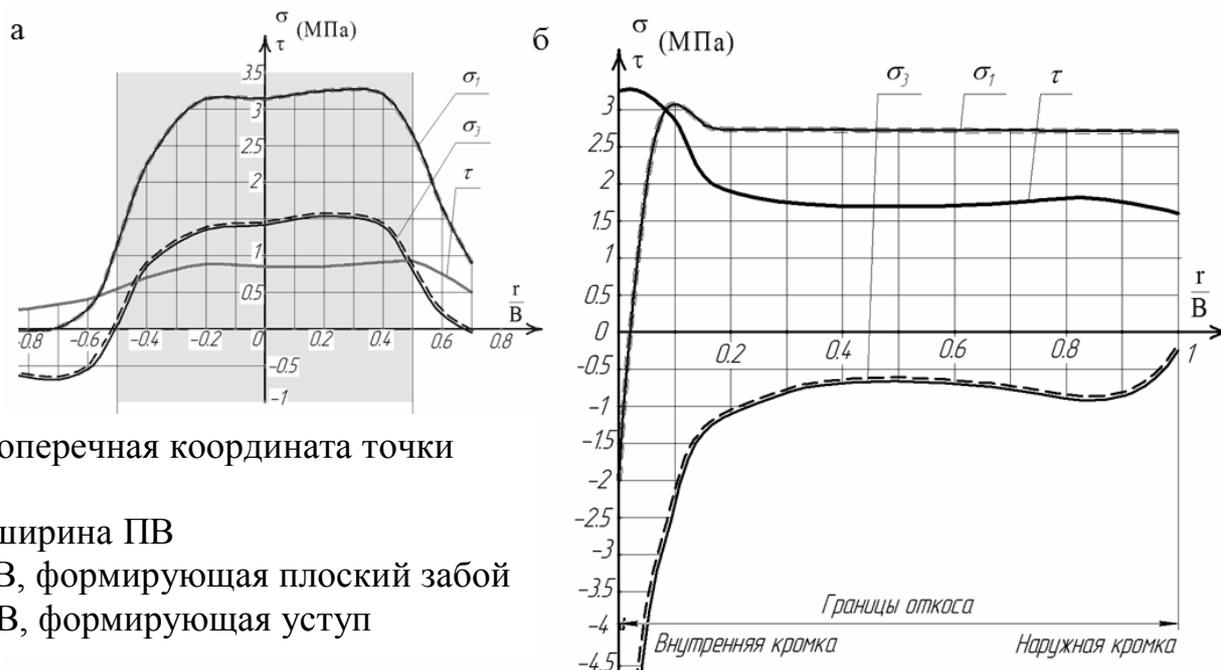 а
σ
τ
(МПа)
3.5
3
2.5
2
1
0.5
0
-0.5
-1
-0.8
-0.6
-0.4
-0.2
0.2
0.4
0.6
0.8
σ₁
σ₃
τ
r
B
оперечная координата точки
ширина ПВ
В, формирующая плоский забой
В, формирующая уступ
б
σ
τ
(МПа)
3
2.5
2
1.5
1
0.5
0
-0.5
-1
-1.5
-2
-2.5
-3
-3.5
-4
-4.5
0.2
0.4
0.6
0.8
1
σ₃
σ₁
τ
r
B
Границы откоса
Внутренняя кромка
Наружная кромка